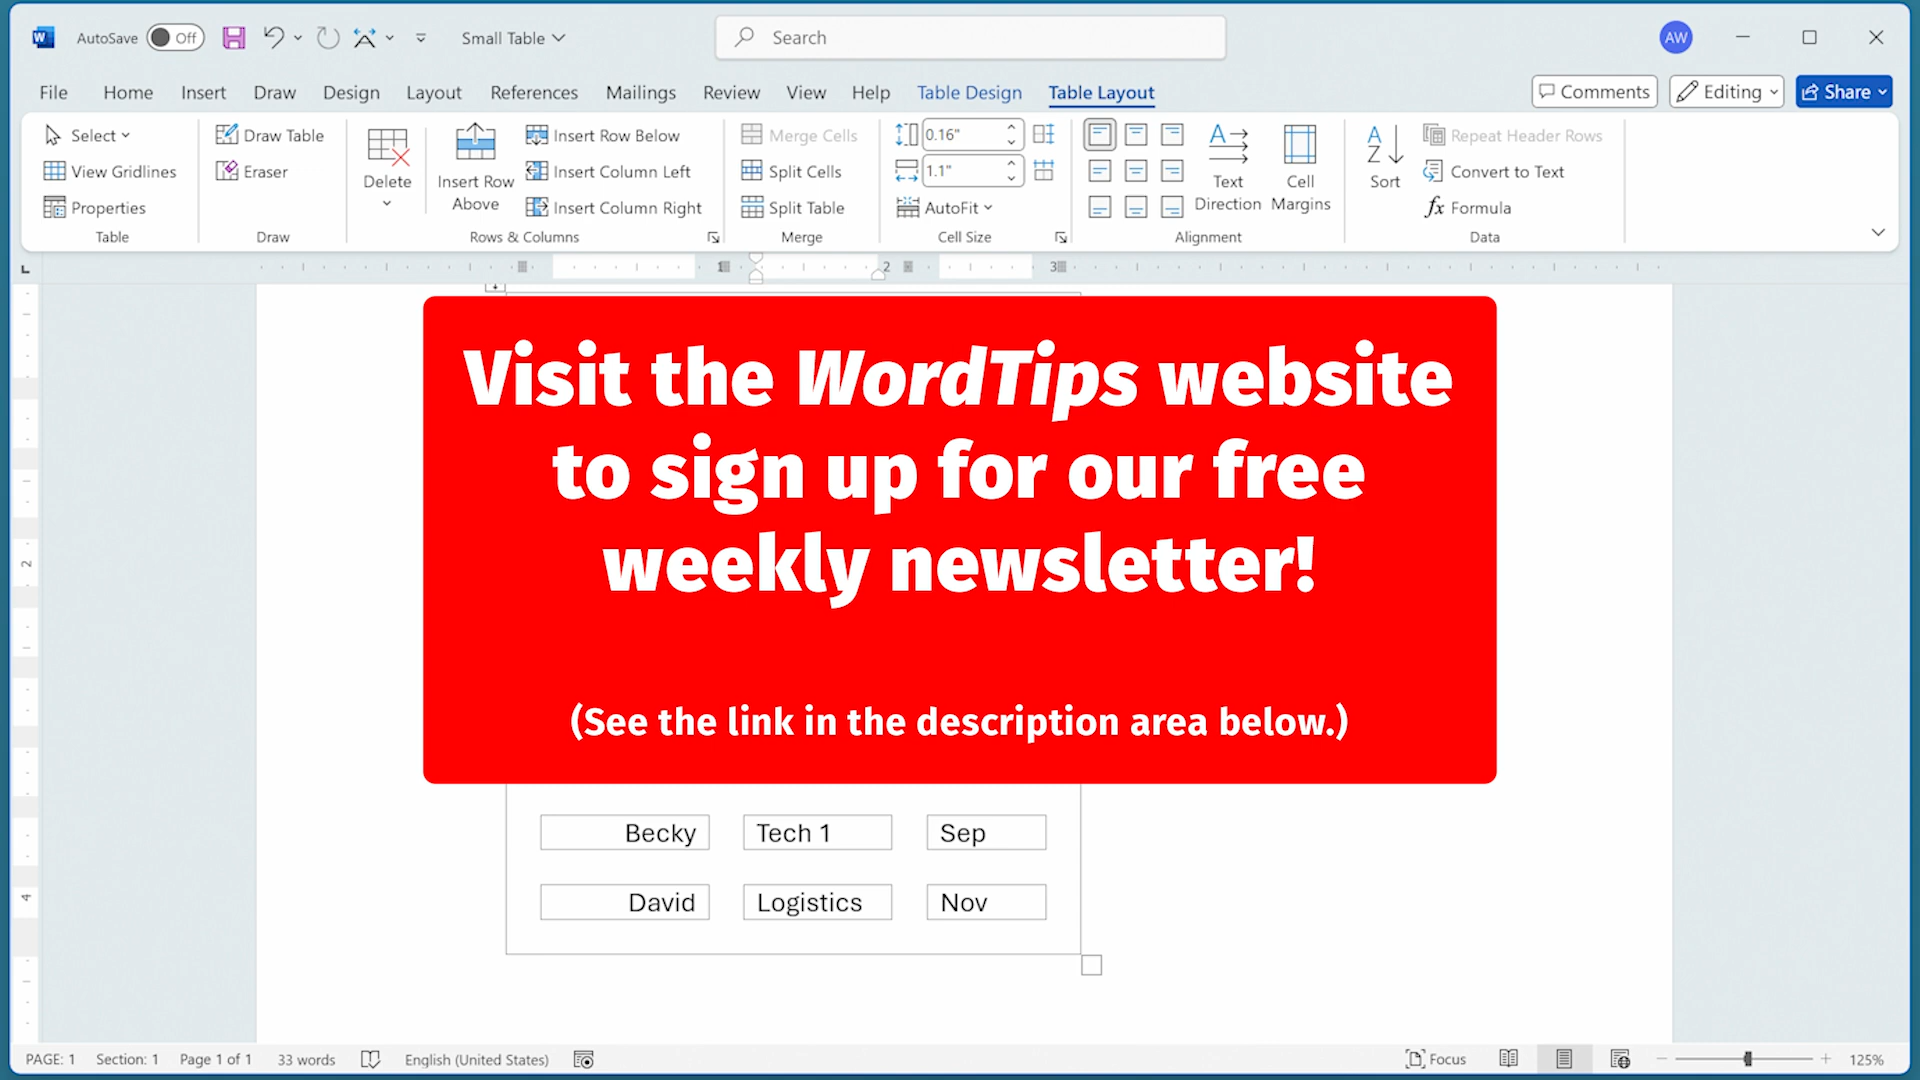 AutoSave Off Small Table Search AW
File Home Insert Draw Design Layout References Mailings Review View Help Table Design Table Layout Comments Editing Share
Select
View Gridlines
Properties
Table
Draw Table
Eraser
Draw
Delete
Insert Row
Above
Insert Row Below
Insert Column Left
Insert Column Right
Rows & Columns
Merge Cells
Split Cells
Split Table
Merge
0.16"
1.1"
AutoFit
Cell Size
Text
Direction
Cell
Margins
Alignment
A
Z
Sort
Repeat Header Rows
Convert to Text
fx Formula
Data
1 2 3
Visit the WordTips website
to sign up for our free
weekly newsletter!
(See the link in the description area below.)
2
4
Becky Tech 1 Sep
David Logistics Nov
PAGE: 1 Section: 1 Page 1 of 1 33 words English (United States) Focus 125%